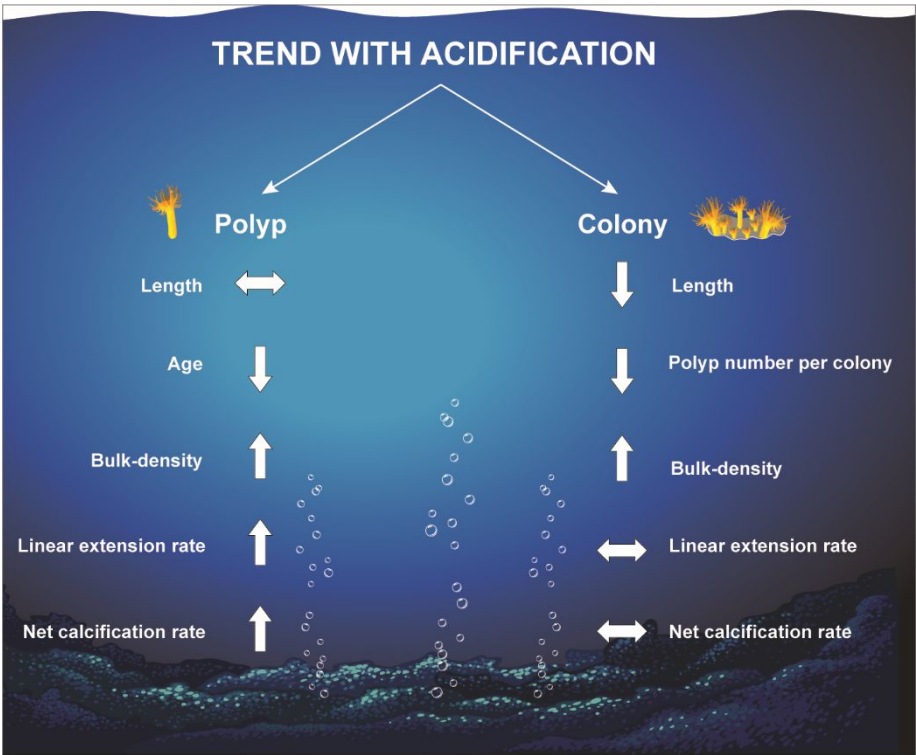 TREND WITH ACIDIFICATION
Polyp
Length
Age
Bulk-density
Linear extension rate
Net calcification rate
Colony
Length
Polyp number per colony
Bulk-density
Linear extension rate
Net calcification rate